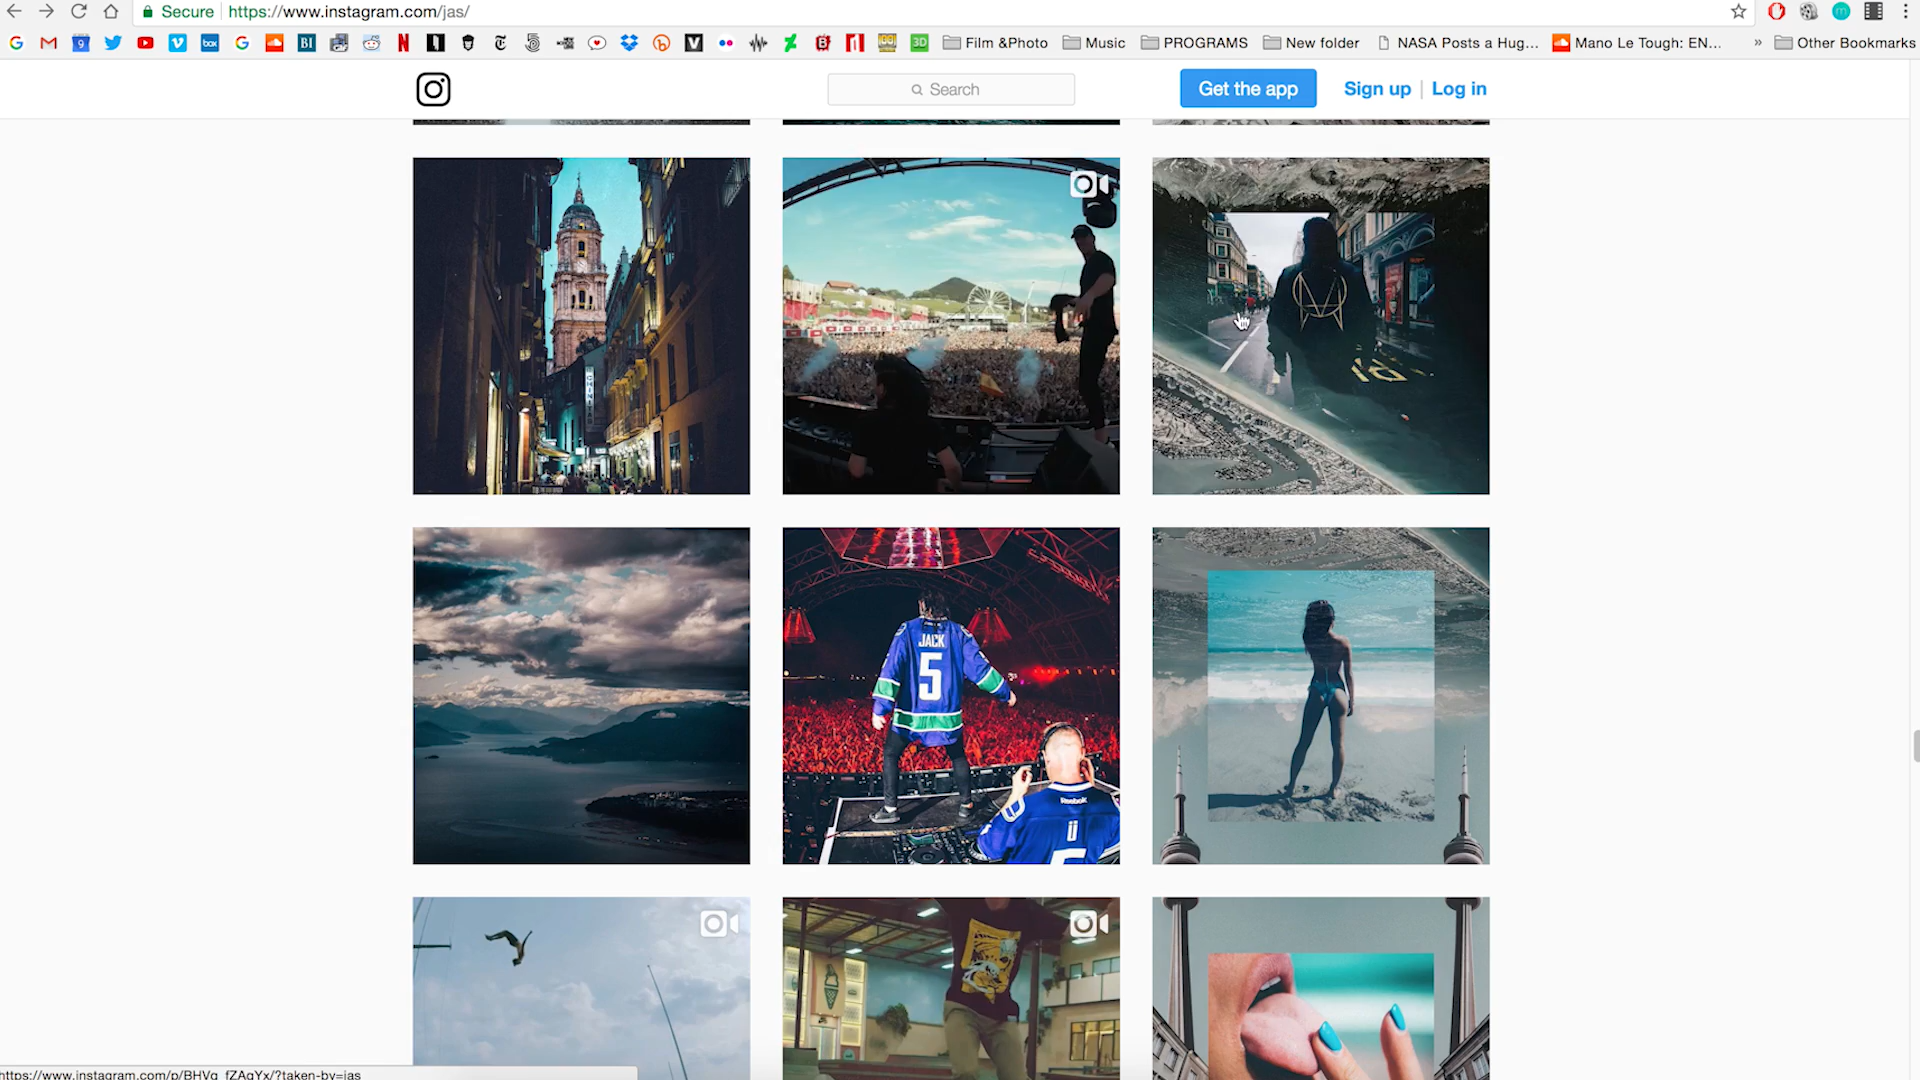 Secure
https://www.instagram.com/jas/
Film &Photo
Music
PROGRAMS
New folder
NASA Posts a Hug...
Mano Le Tough: EN...
»
Other Bookmarks
Search
Get the app
Sign up | Log in
CHINITAS
JACK
5
Reebok
Ü
https://www.instagram.com/p/BHVg_fZAgYx/?taken-by=jas